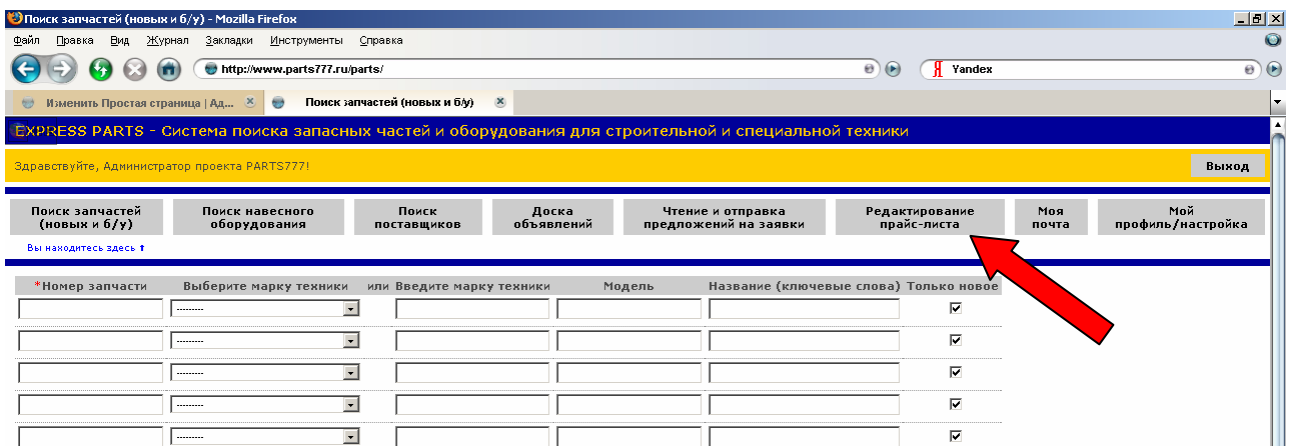 Поиск запчастей (новых и б/у) - Mozilla Firefox
Файл Правка Вид Журнал Закладки Инструменты Справка
http://www.parts777.ru/parts/ Yandex
Изменить Простая страница | Ад... Поиск запчастей (новых и б/у)
EXPRESS PARTS - Система поиска запасных частей и оборудования для строительной и специальной техники
Здравствуйте, Администратор проекта PARTS777! Выход
Поиск запчастей (новых и б/у)
Поиск навесного оборудования
Поиск поставщиков
Доска объявлений
Чтение и отправка предложений на заявки
Редактирование прайс-листа
Моя почта
Мой профиль/настройка
Вы находитесь здесь ↑
*Номер запчасти Выберите марку техники или Введите марку техники Модель Название (ключевые слова) Только новое
---------
---------
---------
---------
---------